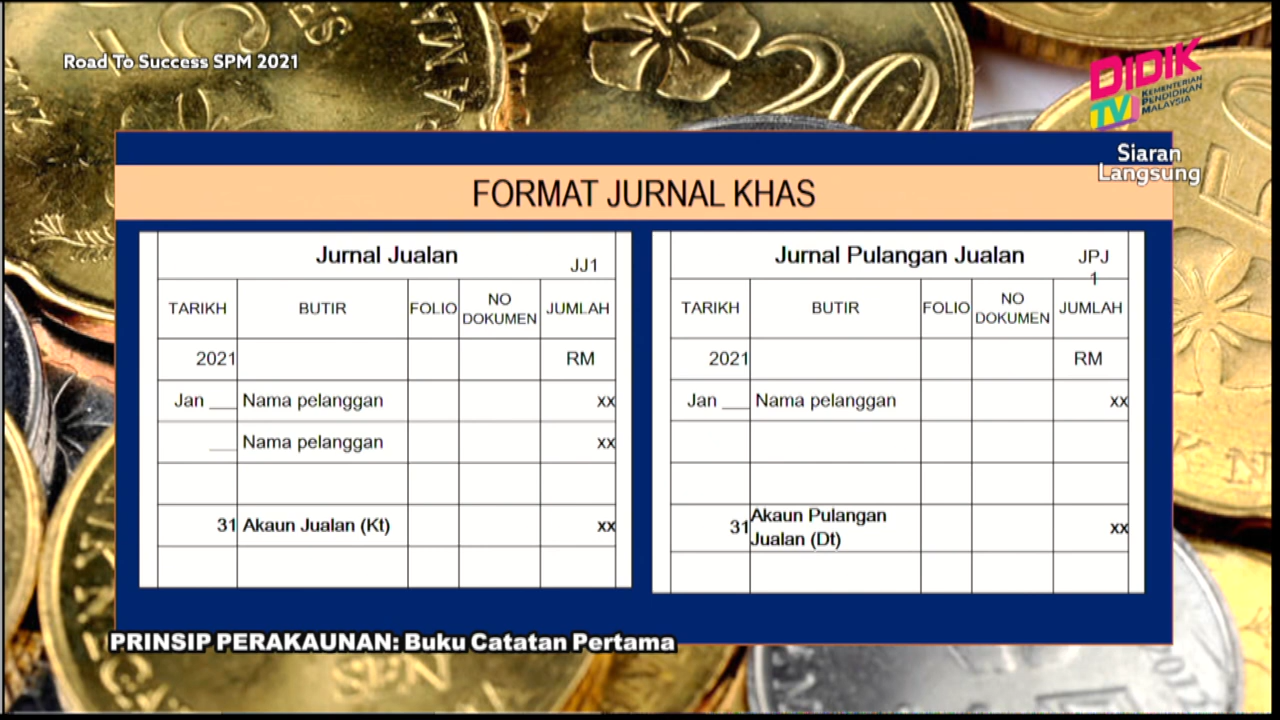 Road To Success SPM 2021
DIDIK
TV
KEMENTERIAN
PENDIDIKAN
MALAYSIA
Siaran
Langsung
FORMAT JURNAL KHAS
Jurnal Jualan JJ1
TARIKH BUTIR FOLIO NO DOKUMEN JUMLAH
2021 RM
Jan ___ Nama pelanggan xx
___ Nama pelanggan xx
31 Akaun Jualan (Kt) xx
Jurnal Pulangan Jualan JPJ 1
TARIKH BUTIR FOLIO NO DOKUMEN JUMLAH
2021 RM
Jan ___ Nama pelanggan xx
31 Akaun Pulangan Jualan (Dt) xx
PRINSIP PERAKAUNAN: Buku Catatan Pertama
20
SEN